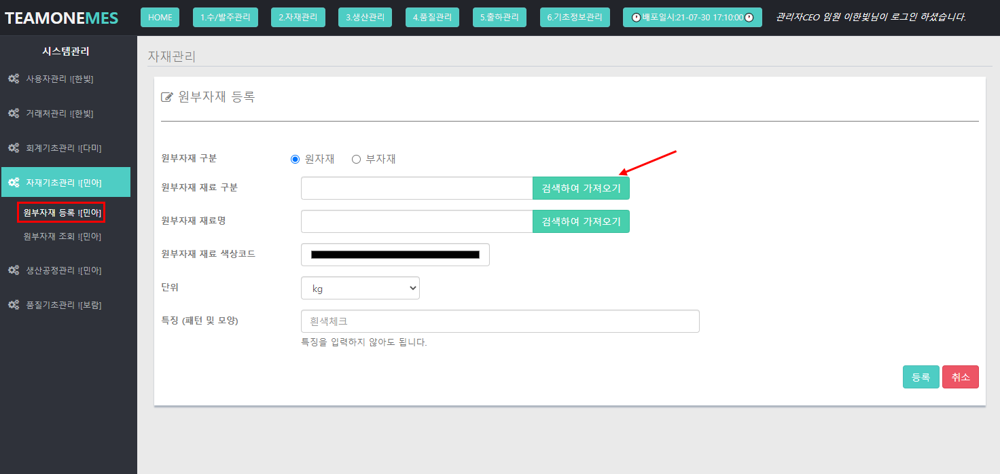 TEAMONEMES
HOME
1.수/발주관리
2.자재관리
3.생산관리
4.품질관리
5.출하관리
6.기초정보관리
배포일시:21-07-30 17:10:00
관리자CEO 임원 이한빛님이 로그인 하셨습니다.
시스템관리
사용자관리 ![한빛]
거래처관리 ![한빛]
회계기초관리 ![다미]
자재기초관리 ![민아]
원부자재 등록 ![민아]
원부자재 조회 ![민아]
생산공정관리 ![민아]
품질기초관리 ![보람]
자재관리
원부자재 등록
원부자재 구분
원자재
부자재
원부자재 재료 구분
검색하여 가져오기
원부자재 재료명
검색하여 가져오기
원부자재 재료 색상코드
단위
kg
특징 (패턴 및 모양)
흰색체크
특징을 입력하지 않아도 됩니다.
등록
취소